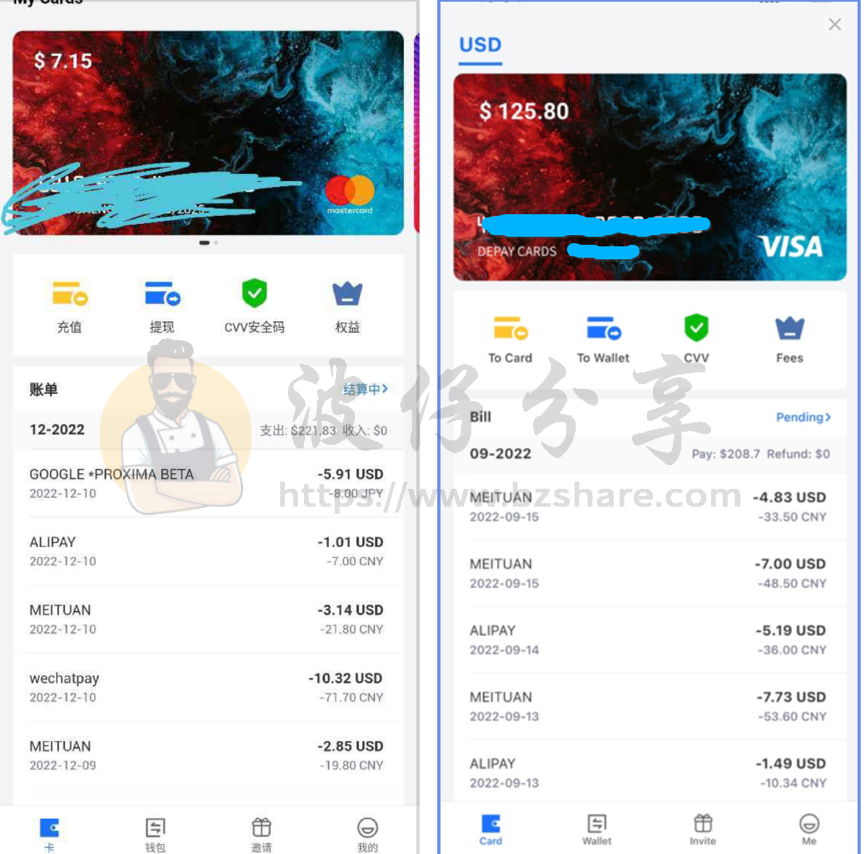 My Cards
$ 7.15
mastercard
充值
提现
CVV安全码
权益
账单
结算中>
12-2022
支出: $221.83 收入: $0
GOOGLE *PROXIMA BETA
-5.91 USD
2022-12-10
-8.00 JPY
ALIPAY
-1.01 USD
2022-12-10
-7.00 CNY
MEITUAN
-3.14 USD
2022-12-10
-21.80 CNY
wechatpay
-10.32 USD
2022-12-10
-71.70 CNY
MEITUAN
-2.85 USD
2022-12-09
-19.80 CNY
卡
钱包
邀请
我的
USD
$ 125.80
DEPAY CARDS
VISA
To Card
To Wallet
CVV
Fees
Bill
Pending>
09-2022
Pay: $208.7 Refund: $0
MEITUAN
-4.83 USD
2022-09-15
-33.50 CNY
MEITUAN
-7.00 USD
2022-09-15
-48.50 CNY
ALIPAY
-5.19 USD
2022-09-14
-36.00 CNY
MEITUAN
-7.73 USD
2022-09-13
-53.60 CNY
ALIPAY
-1.49 USD
2022-09-13
-10.34 CNY
Card
Wallet
Invite
Me
波仔分享
https://www.bzshare.com